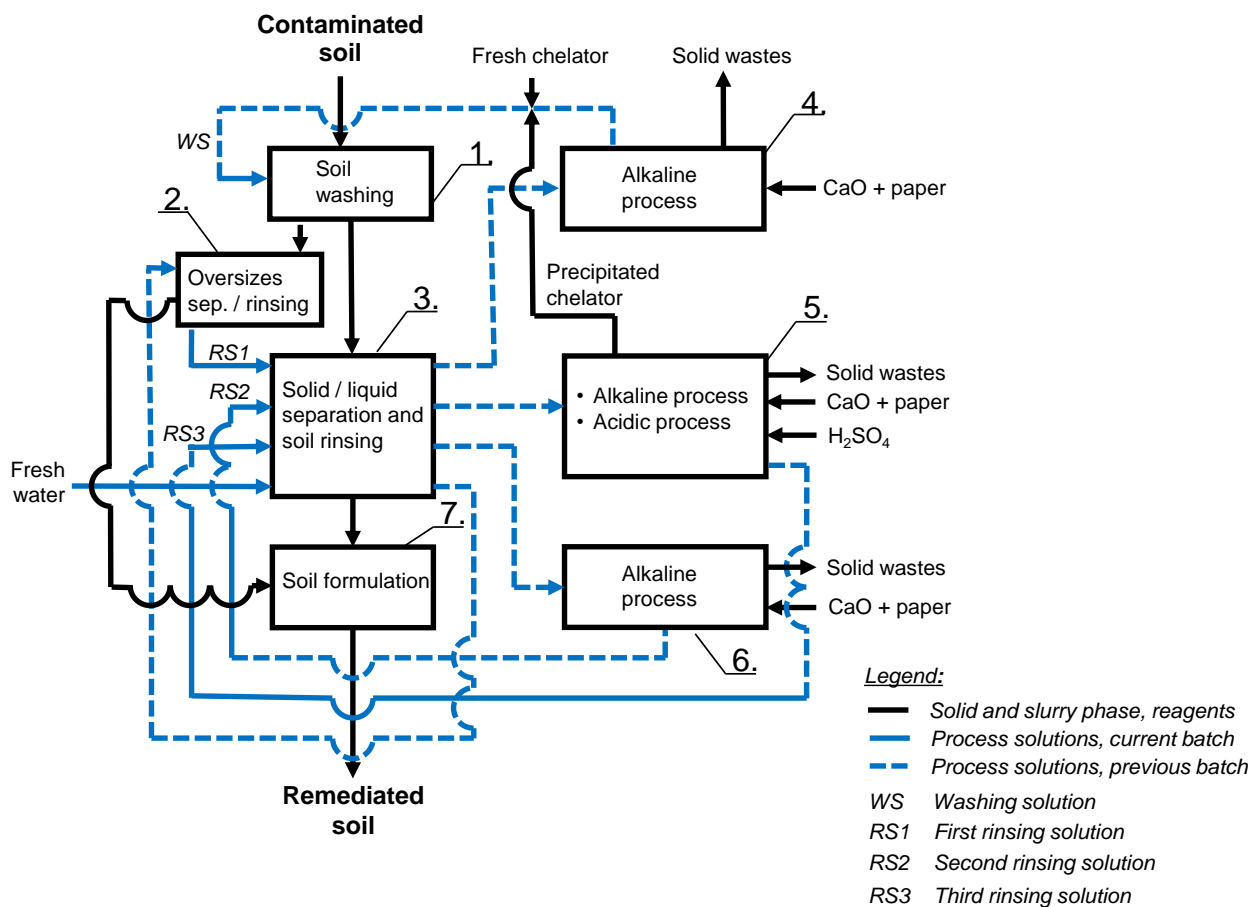 Contaminated
soil
Fresh chelator
Solid wastes
WS
Soil
washing
1.
4.
Alkaline
process
CaO + paper
2.
Oversizes
sep. / rinsing
Precipitated
chelator
3.
5.
RS1
RS2
RS3
Solid / liquid
separation and
soil rinsing
• Alkaline process
• Acidic process
Solid wastes
CaO + paper
H₂SO₄
Fresh
water
7.
Soil formulation
Alkaline
process
Solid wastes
CaO + paper
6.
Remediated
soil
Legend:
Solid and slurry phase, reagents
Process solutions, current batch
Process solutions, previous batch
WS Washing solution
RS1 First rinsing solution
RS2 Second rinsing solution
RS3 Third rinsing solution